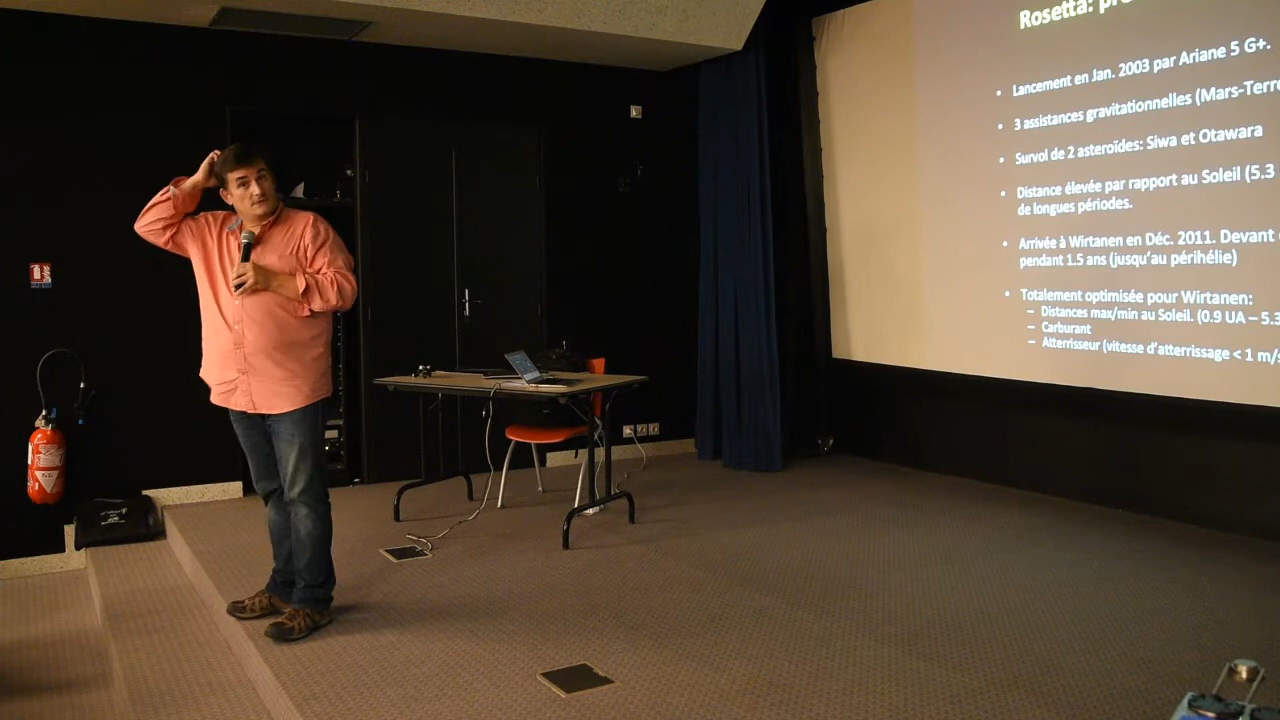 Rosetta:
• Lancement en Jan. 2003 par Ariane 5 G+.
• 3 assistances gravitationnelles (Mars-Terre
• Survol de 2 asteroïdes: Siwa et Otawara
• Distance élevée par rapport au Soleil (5.3
de longues périodes.
• Arrivée à Wirtanen en Déc. 2011. Devant
pendant 1.5 ans (jusqu'au périhélie)
• Totalement optimisée pour Wirtanen:
– Distances max/min au Soleil. (0.9 UA – 5.3
– Carburant
– Atterrisseur (vitesse d'atterrissage < 1 m/s